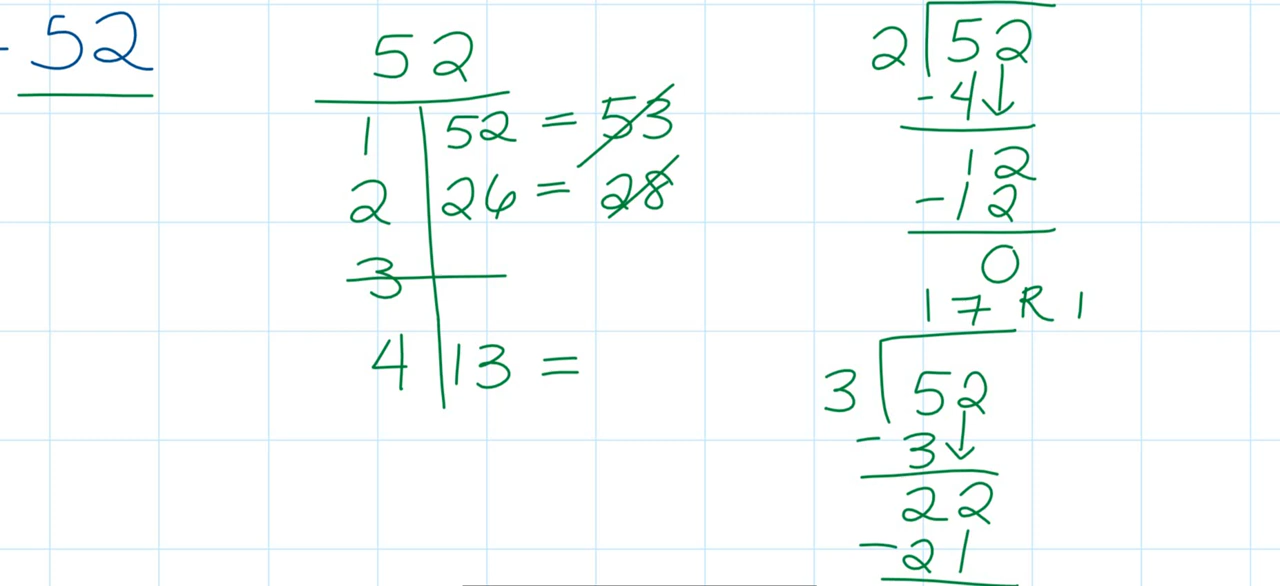 - 52
52
1 | 52 = 53
2 | 26 = 28
3
4 | 13 =
2 52
- 4 ↓
12
- 12
0
17 R 1
3 52
- 3 ↓
22
- 21